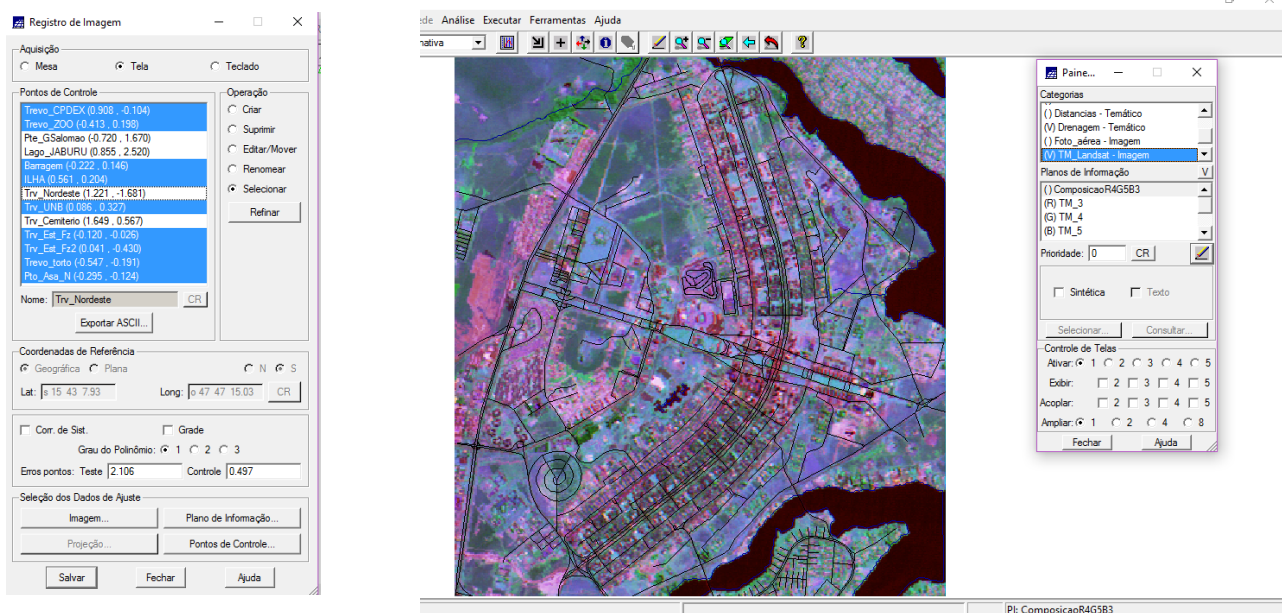 Registro de Imagem
Aquisição
Mesa Tela Teclado
Pontos de Controle
Trevo_CPDEX (0.908 , -0.104)
Trevo_ZOO (-0.413 , 0.198)
Pte_GSalomao (-0.720 , 1.670)
Lago_JABURU (0.855 , 2.520)
Barragem (-0.222 , 0.146)
ILHA (0.561 , 0.204)
Trv_Nordeste (1.221 , -1.681)
Trv_UNB (0.086 , 0.327)
Trv_Cemiterio (1.649 , 0.567)
Trv_Est_Fz (-0.120 , -0.026)
Trv_Est_Fz2 (0.041 , -0.430)
Trevo_torto (-0.547 , -0.191)
Pto_Asa_N (-0.295 , -0.124)
Operação
Criar
Suprimir
Editar/Mover
Renomear
Selecionar
Refinar
Nome: Trv_Nordeste CR
Exportar ASCII...
Coordenadas de Referência
Geográfica Plana N S
Lat: s 15 43 7.93 Long: o 47 47 15.03 CR
Corr. de Sist. Grade
Grau do Polinômio: 1 2 3
Erros pontos: Teste 2.106 Controle 0.497
Seleção dos Dados de Ajuste
Imagem... Plano de Informação...
Projeção... Pontos de Controle...
Salvar Fechar Ajuda
Análise Executar Ferramentas Ajuda
Paine...
Categorias
( ) Distancias - Temático
(V) Drenagem - Temático
( ) Foto_aérea - Imagem
(V) TM_Landsat - Imagem
Planos de Informação V
( ) ComposicaoR4G5B3
(R) TM_3
(G) TM_4
(B) TM_5
Prioridade: 0 CR
Sintética Texto
Selecionar... Consultar...
Controle de Telas
Ativar: 1 2 3 4 5
Exibir: 2 3 4 5
Acoplar: 2 3 4 5
Ampliar: 1 2 4 8
Fechar Ajuda
PI: ComposicaoR4G5B3